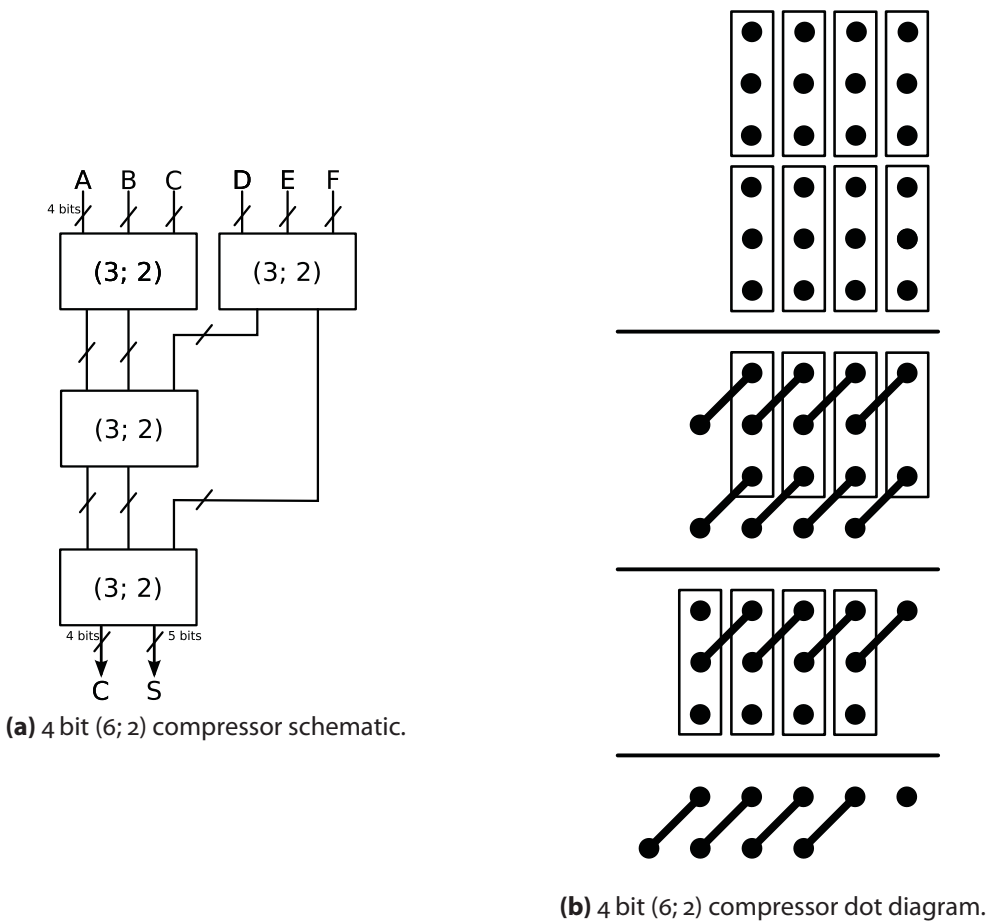 A B C D E F
4 bits
(3; 2) (3; 2)
(3; 2)
(3; 2)
4 bits 5 bits
C S
(a) 4 bit (6; 2) compressor schematic.
(b) 4 bit (6; 2) compressor dot diagram.